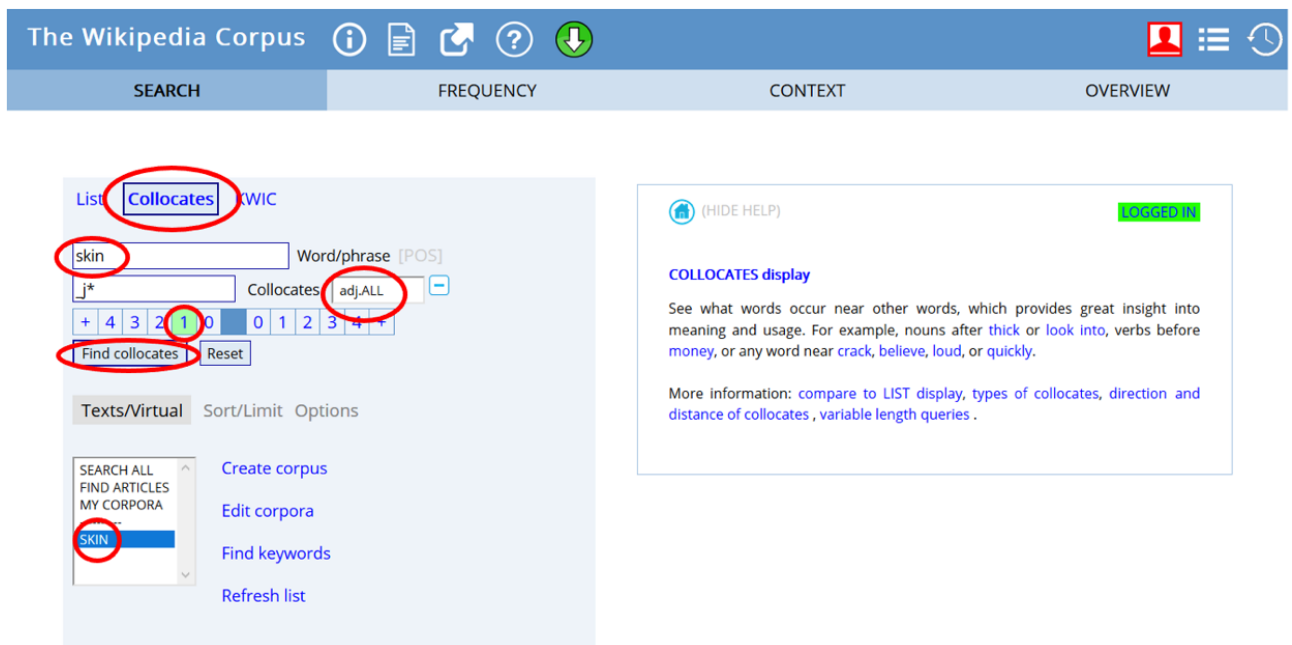 The Wikipedia Corpus
SEARCH FREQUENCY CONTEXT OVERVIEW
List Collocates KWIC
skin Word/phrase [POS]
_j* Collocates adj.ALL
+ 4 3 2 1 0 0 1 2 3 4 +
Find collocates Reset
Texts/Virtual Sort/Limit Options
SEARCH ALL
FIND ARTICLES
MY CORPORA
-------
SKIN
Create corpus
Edit corpora
Find keywords
Refresh list
(HIDE HELP) LOGGED IN
COLLOCATES display
See what words occur near other words, which provides great insight into
meaning and usage. For example, nouns after thick or look into, verbs before
money, or any word near crack, believe, loud, or quickly.
More information: compare to LIST display, types of collocates, direction and
distance of collocates , variable length queries .